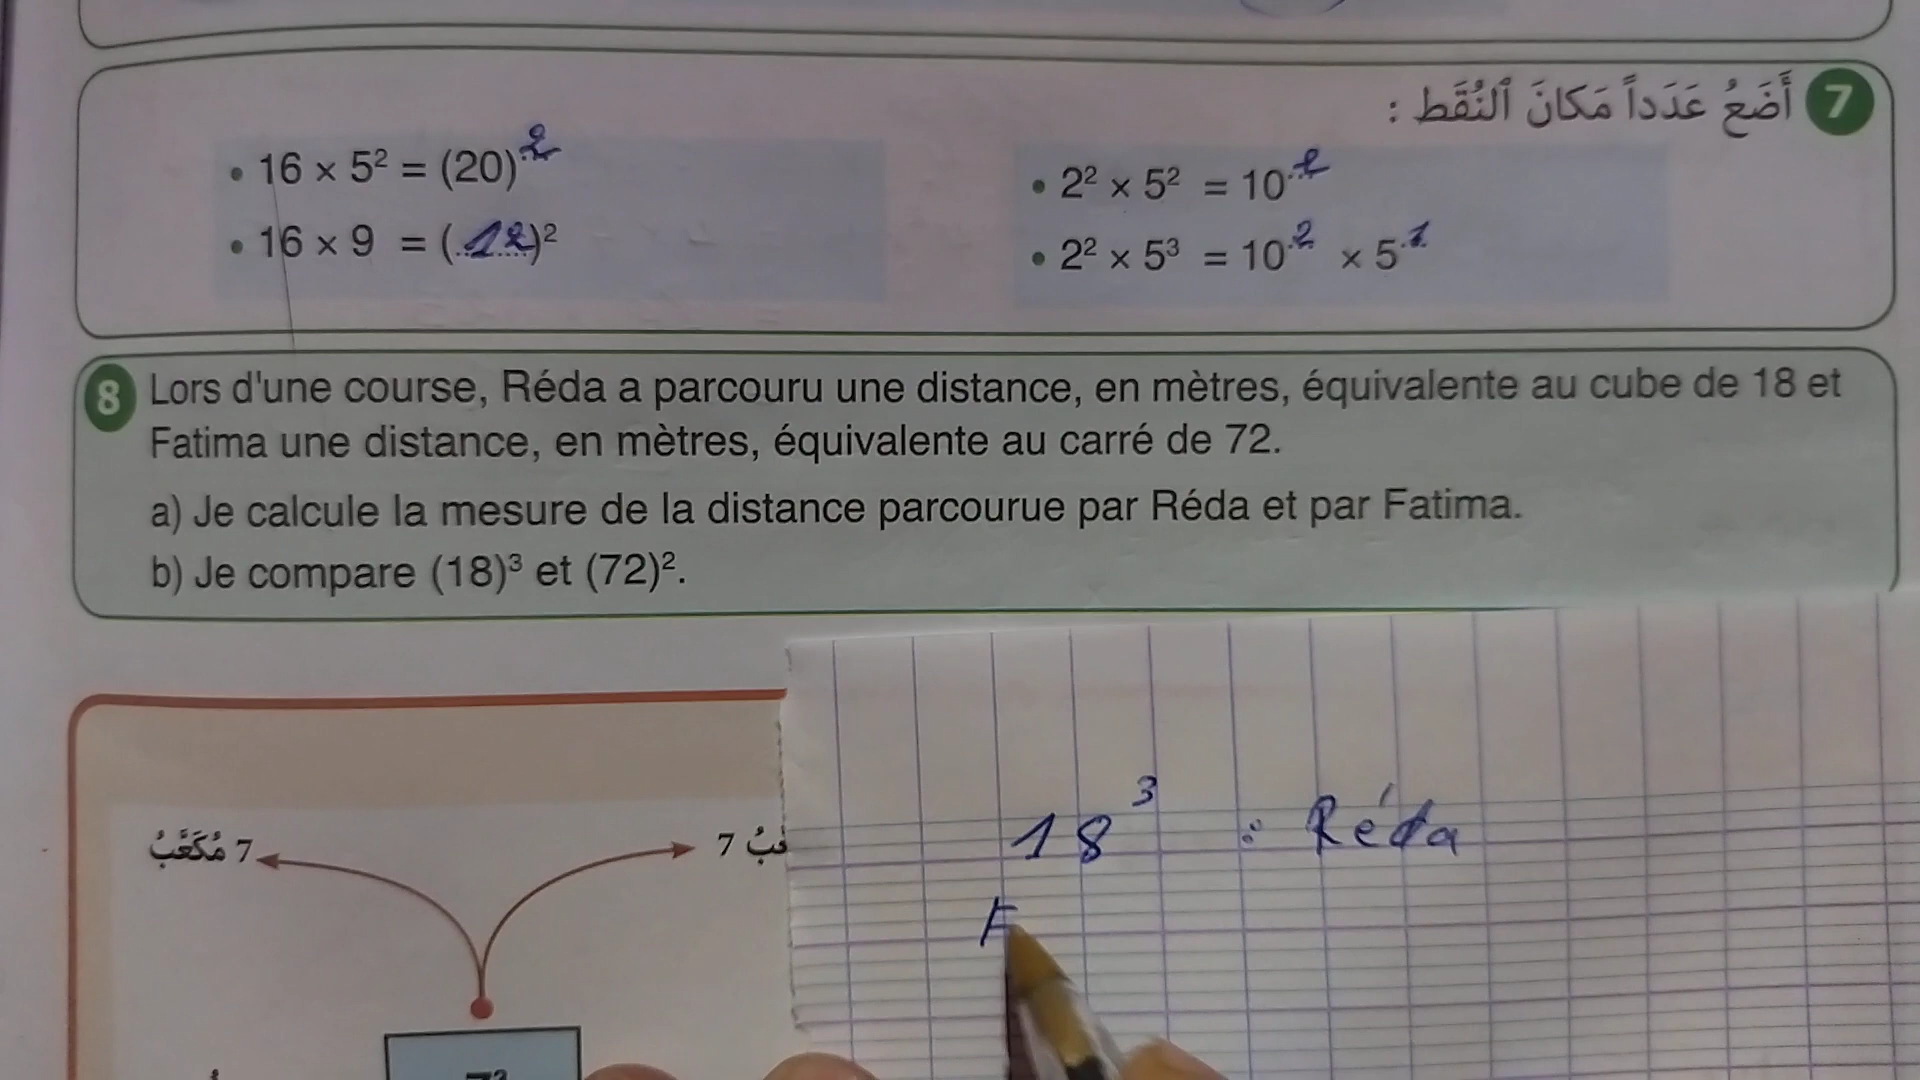 7 أَضَعُ عَدَداً مَكانَ ٱلنُّقَط :
• 16 × 5² = (20)²
• 16 × 9 = (12)²
• 2² × 5² = 10²
• 2² × 5³ = 10² × 5¹
8 Lors d'une course, Réda a parcouru une distance, en mètres, équivalente au cube de 18 et
Fatima une distance, en mètres, équivalente au carré de 72.
a) Je calcule la mesure de la distance parcourue par Réda et par Fatima.
b) Je compare (18)³ et (72)².
7 مُكَعَّبُ
7
18³ : Réda
F